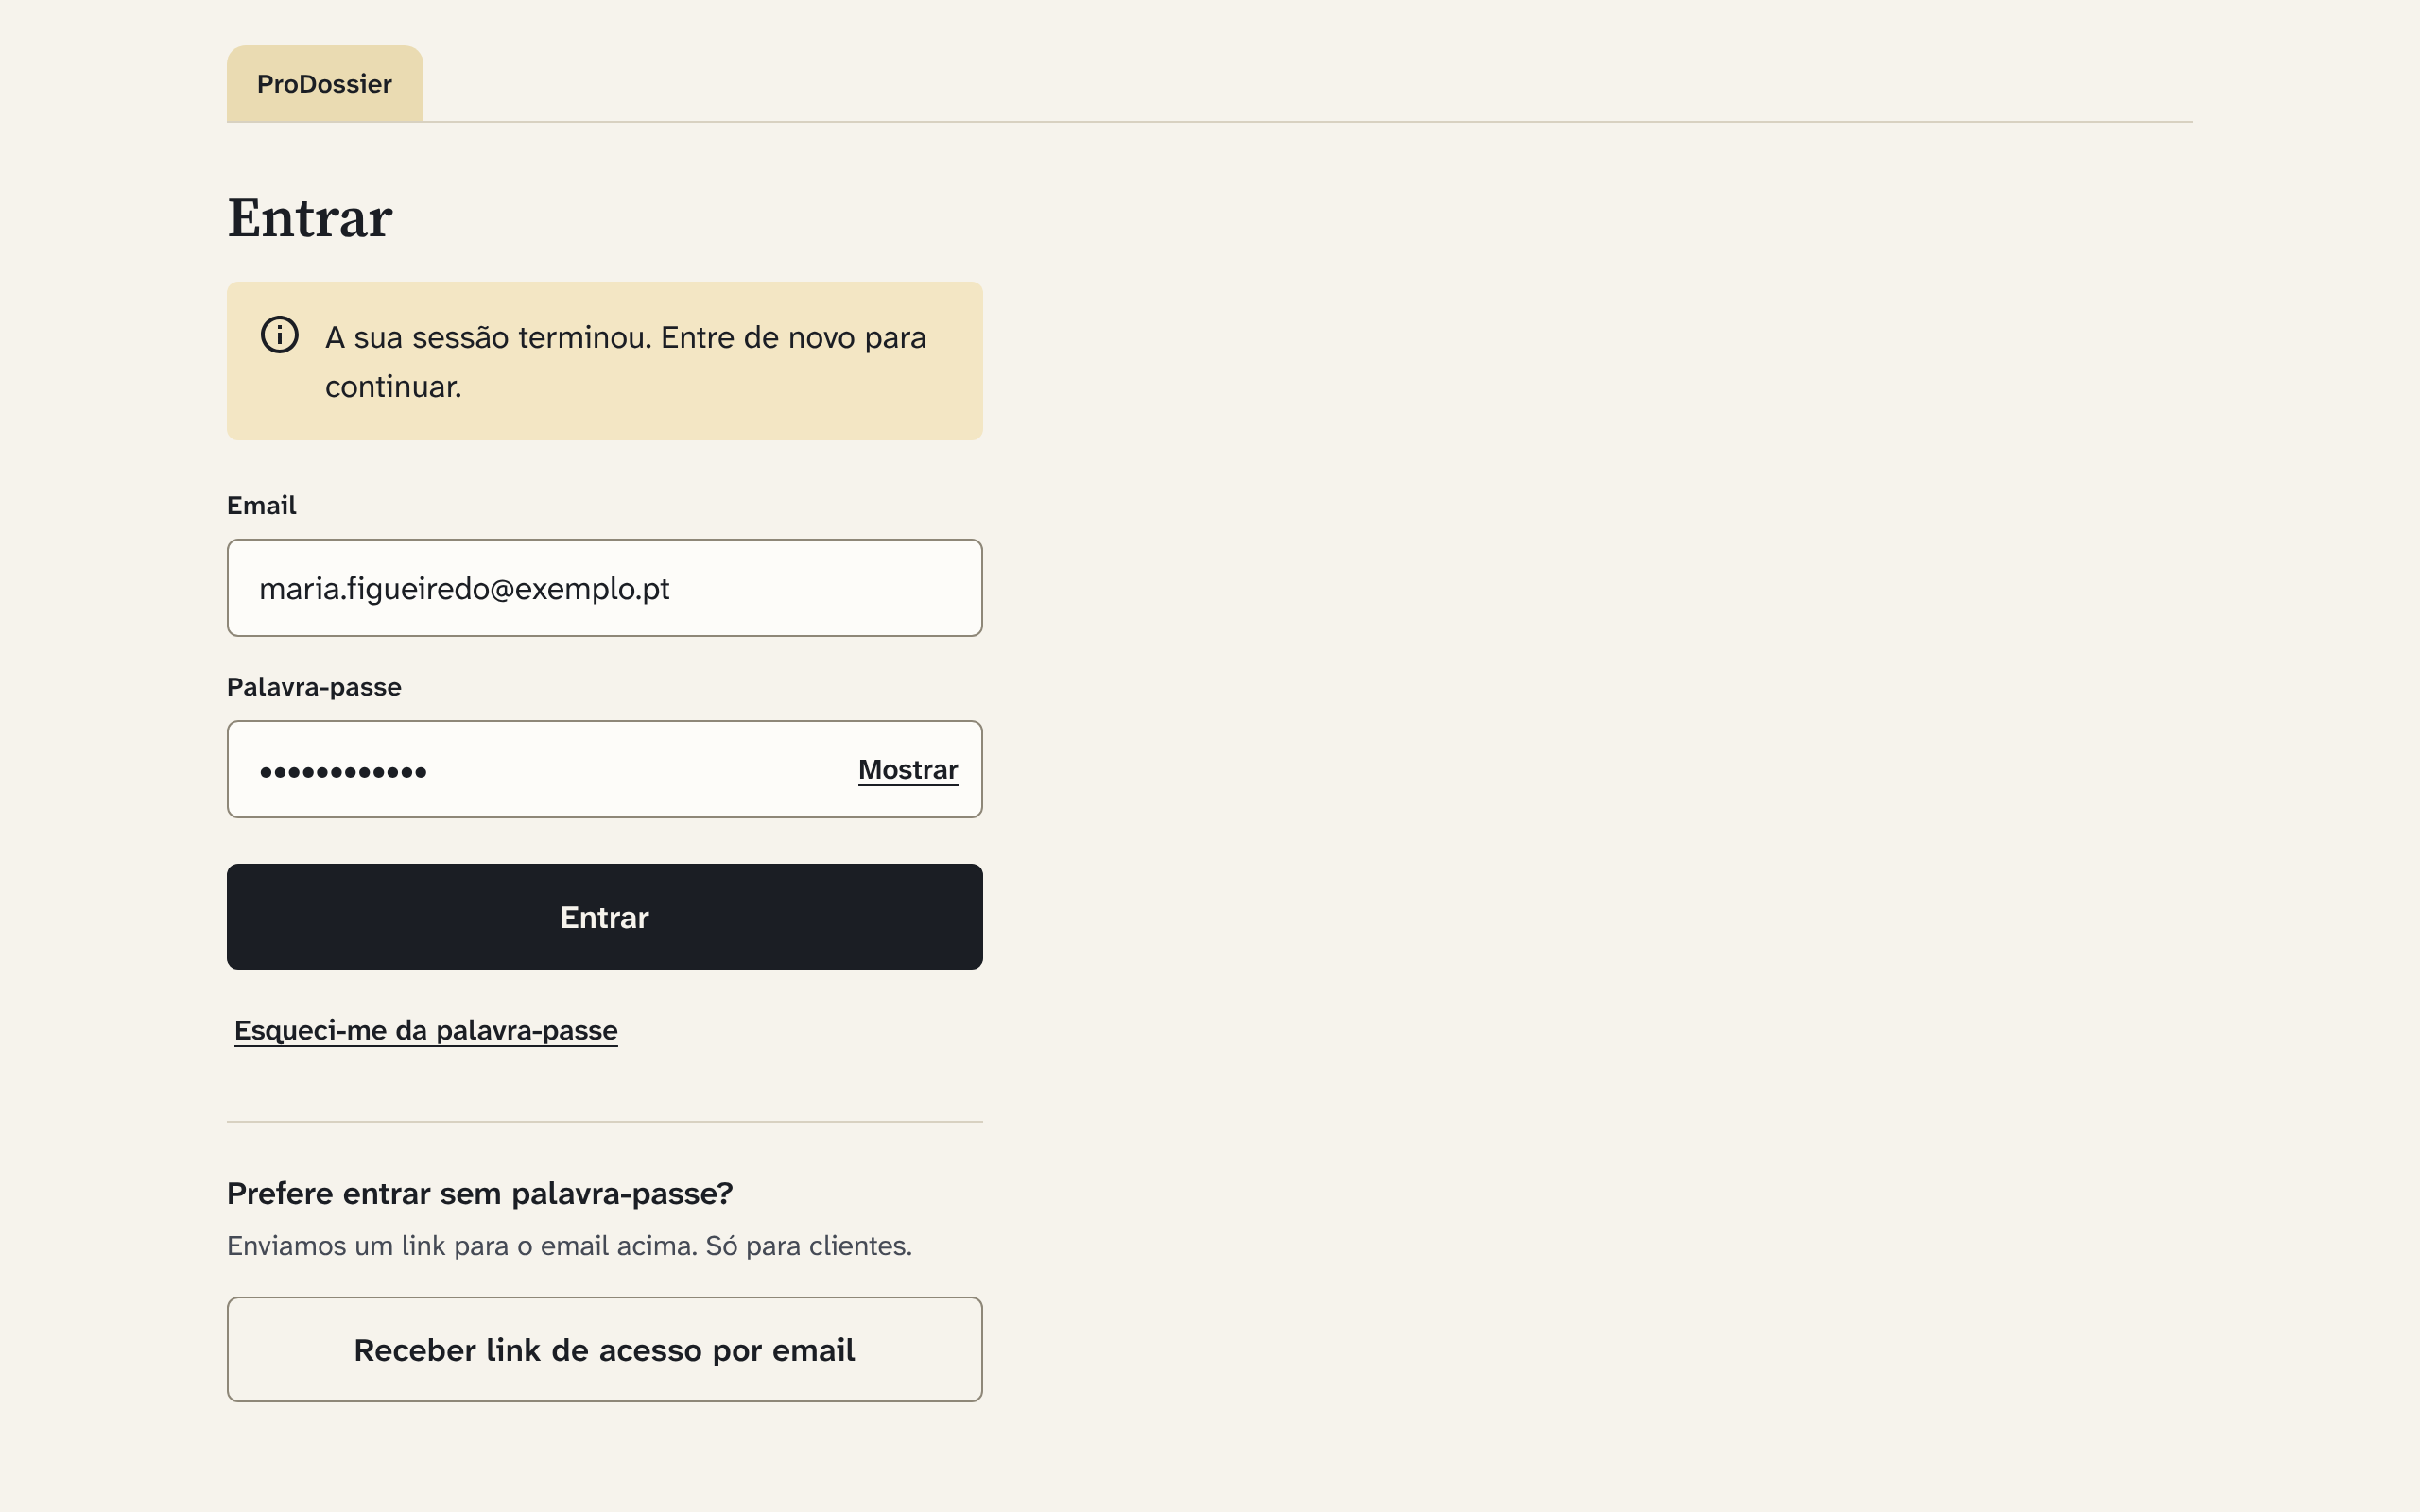 ProDossier
Entrar
A sua sessão terminou. Entre de novo para
continuar.
Email
maria.figueiredo@exemplo.pt
Palavra-passe
••••••••••••
Mostrar
Entrar
Esqueci-me da palavra-passe
Prefere entrar sem palavra-passe?
Enviamos um link para o email acima. Só para clientes.
Receber link de acesso por email